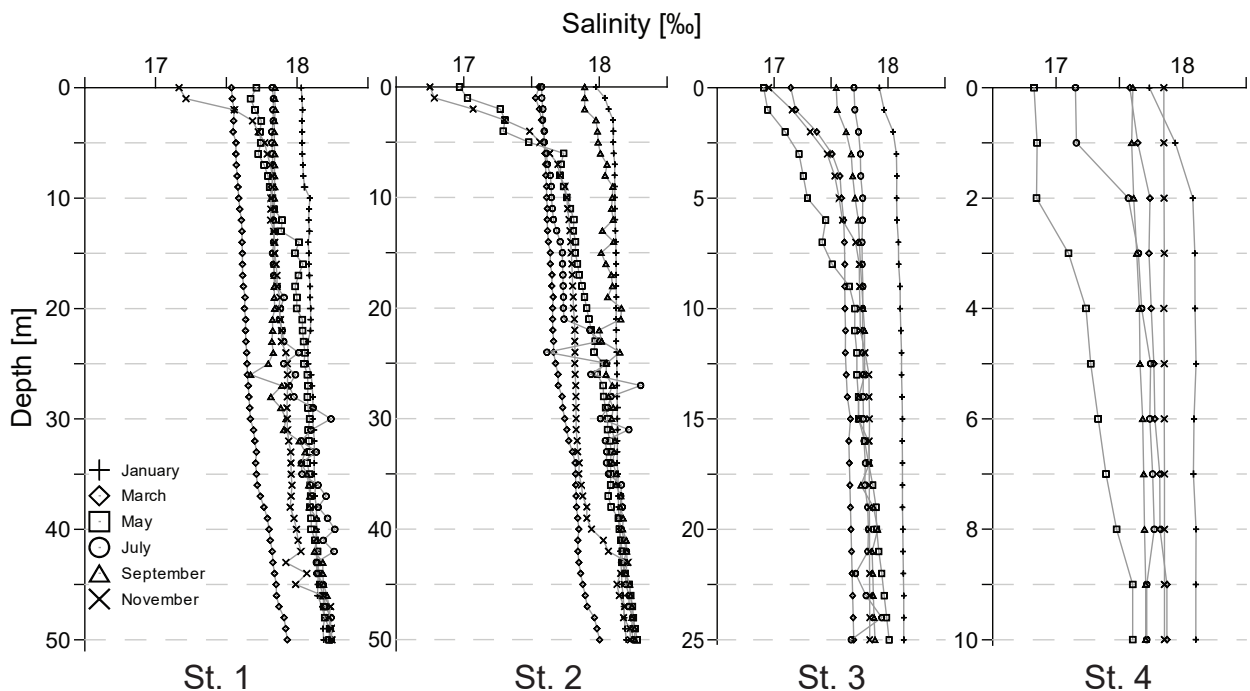 Salinity [‰]
17 18 17 18 17 18 17 18
0 0 0 0
10 10 5 2
20 20 10 4
Depth [m]
30 30 15 6
January
March
May
40 40 20 8
July
September
November
50 50 25 10
St. 1 St. 2 St. 3 St. 4